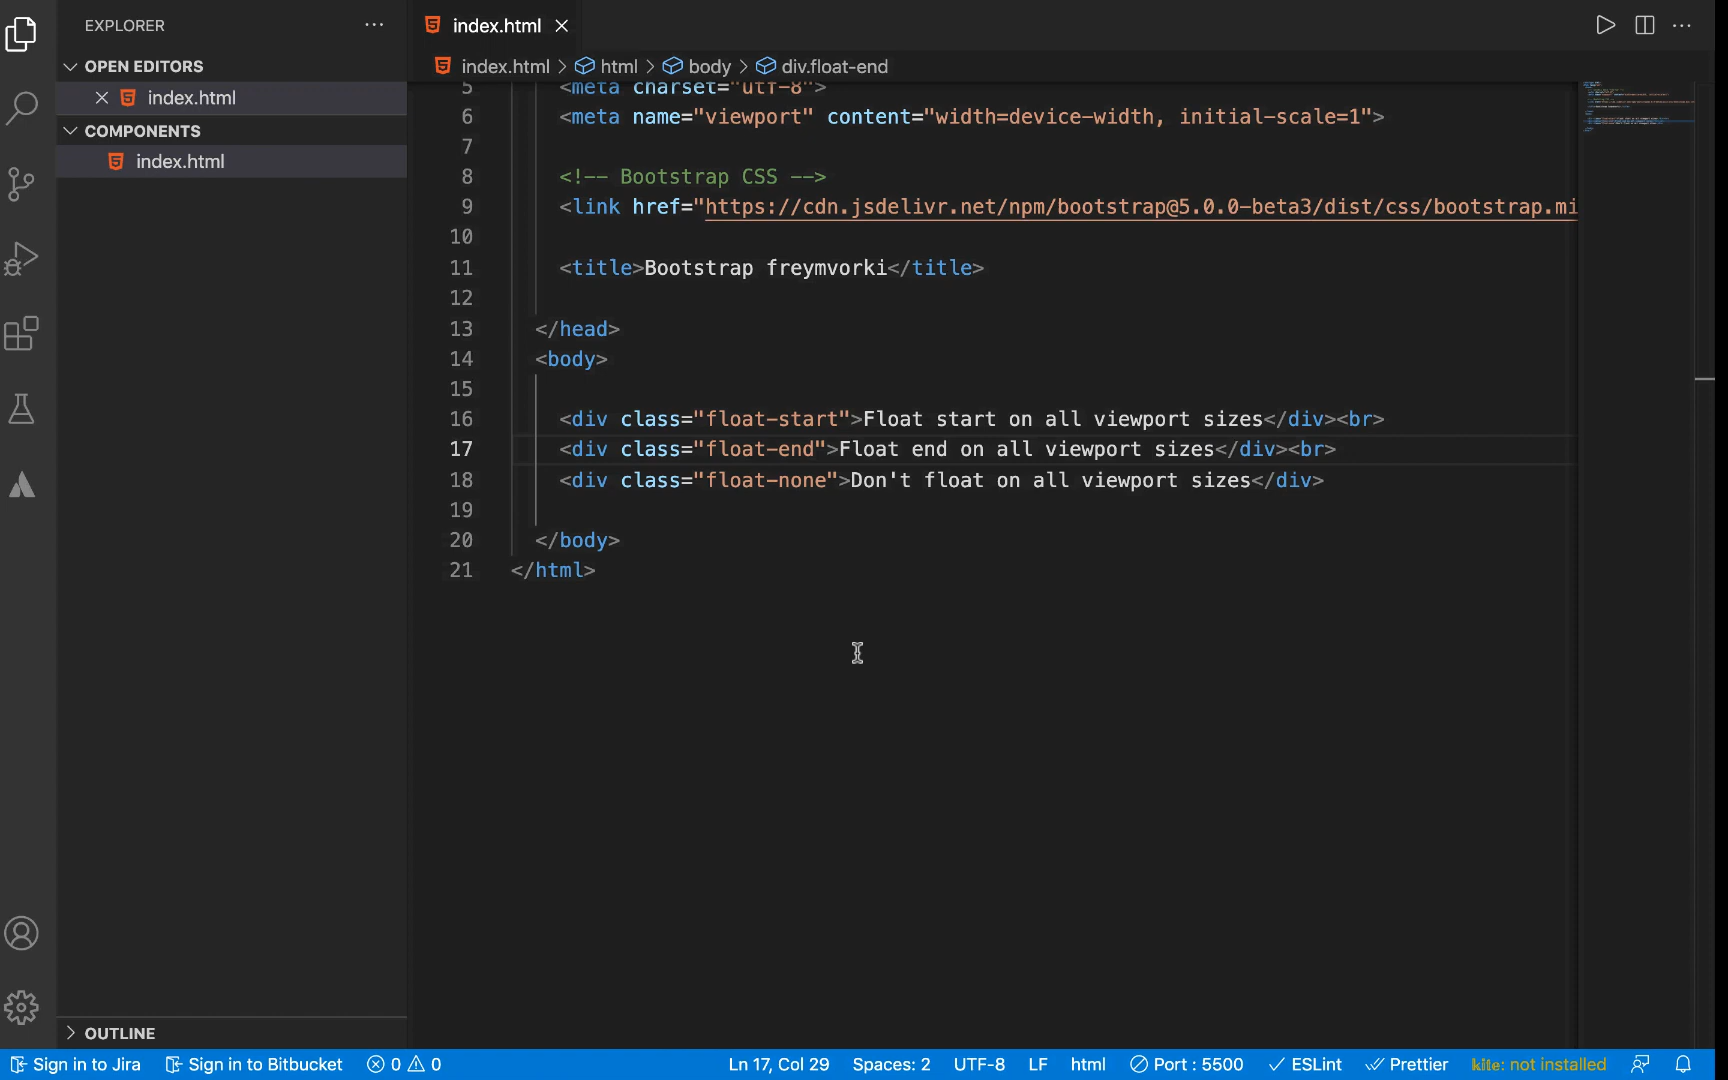 EXPLORER
OPEN EDITORS
index.html
COMPONENTS
index.html
OUTLINE
index.html
index.html > html > body > div.float-end
5 <meta charset="utf-8">
6 <meta name="viewport" content="width=device-width, initial-scale=1">
7
8 <!-- Bootstrap CSS -->
9 <link href="https://cdn.jsdelivr.net/npm/bootstrap@5.0.0-beta3/dist/css/bootstrap.mi
10
11 <title>Bootstrap freymvorki</title>
12
13 </head>
14 <body>
15
16 <div class="float-start">Float start on all viewport sizes</div><br>
17 <div class="float-end">Float end on all viewport sizes</div><br>
18 <div class="float-none">Don't float on all viewport sizes</div>
19
20 </body>
21 </html>
Sign in to Jira Sign in to Bitbucket 0 0 Ln 17, Col 29 Spaces: 2 UTF-8 LF html Port : 5500 ESLint Prettier kite: not installed